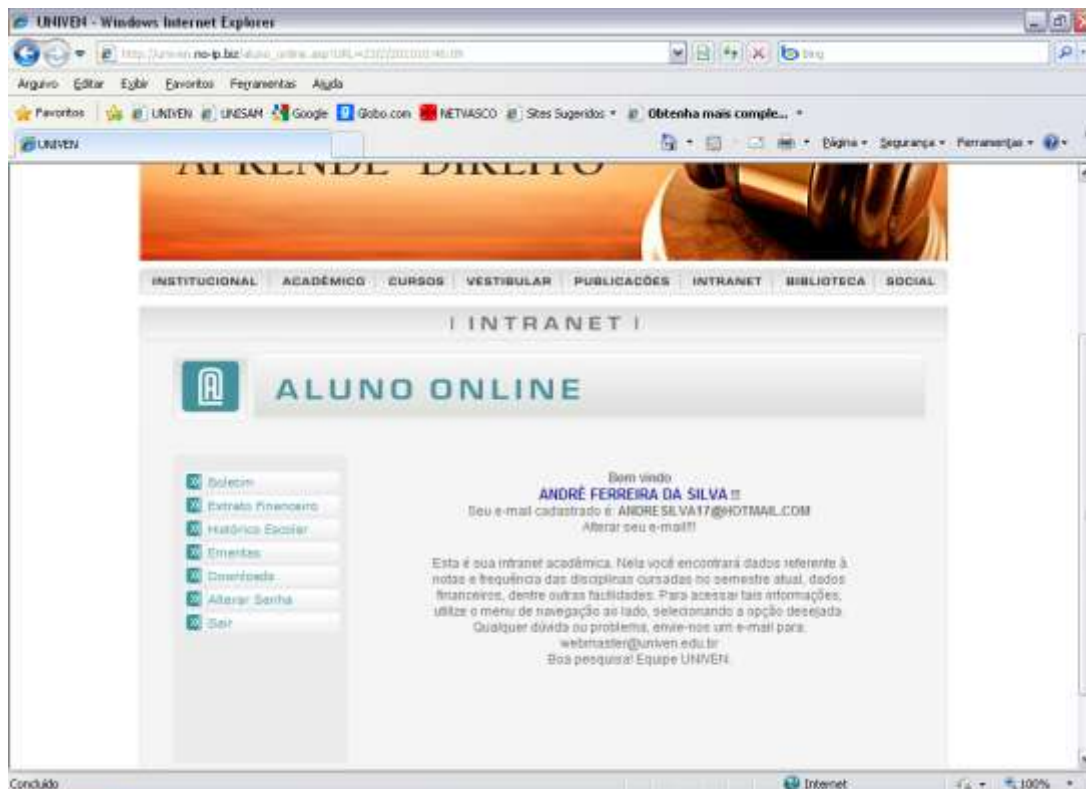 UNIVEN - Windows Internet Explorer
no-ip.biz
bing
Arquivo Editar Exibir Favoritos Ferramentas Ajuda
Favoritos UNIVEN UNISAM Google Globo.com NETVASCO Sites Sugeridos Obtenha mais comple...
UNIVEN Página Segurança Ferramentas
APRENDE DIREITO
INSTITUCIONAL ACADÊMICO CURSOS VESTIBULAR PUBLICAÇÕES INTRANET BIBLIOTECA SOCIAL
| INTRANET |
ALUNO ONLINE
Boletim
Extrato Financeiro
Histórico Escolar
Ementas
Downloads
Alterar Senha
Sair
Bem vindo
ANDRÉ FERREIRA DA SILVA !!!
Seu e-mail cadastrado é: ANDRESILVA17@HOTMAIL.COM
Alterar seu e-mail!!!
Esta é sua intranet acadêmica. Nela você encontrará dados referente à
notas e frequência das disciplinas cursadas no semestre atual, dados
financeiros, dentre outras facilidades. Para acessar tais informações,
utilize o menu de navegação ao lado, selecionando a opção desejada.
Qualquer dúvida ou problema, envie-nos um e-mail para:
webmaster@univen.edu.br
Boa pesquisa! Equipe UNIVEN.
Concluído Internet 100%